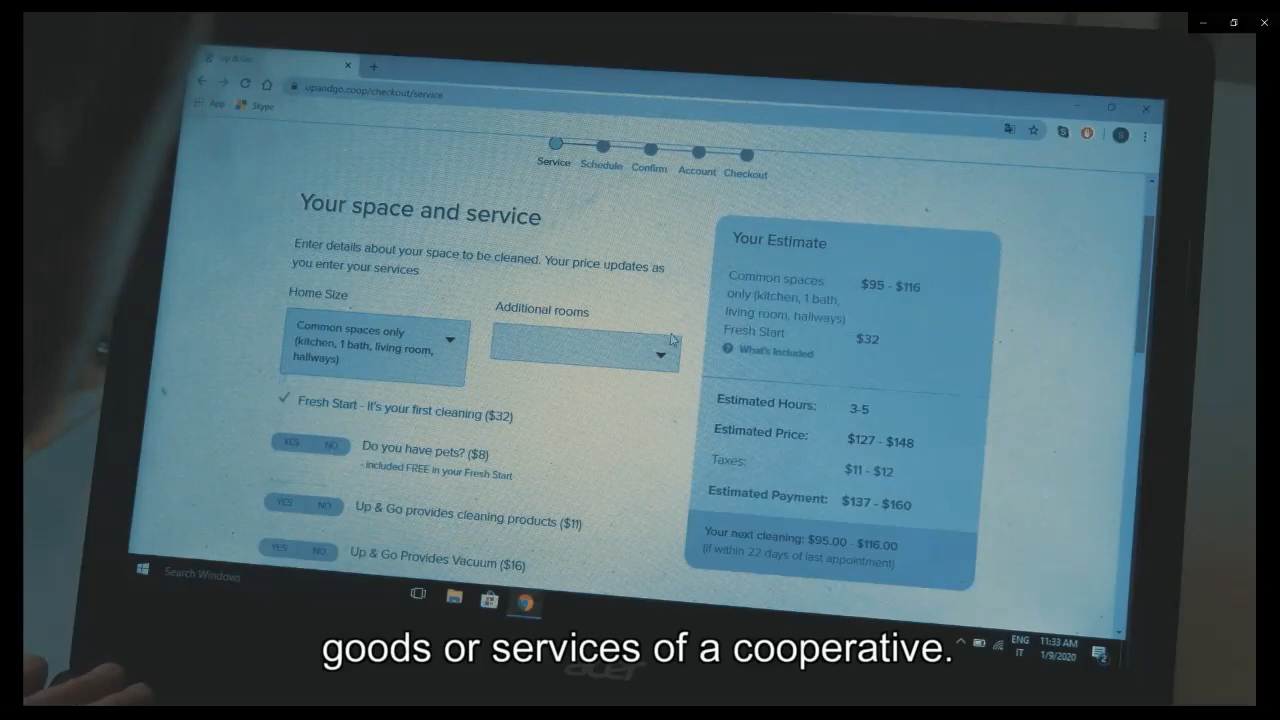 Up & Go
upandgo.coop/checkout/service
App Skype
Service Schedule Confirm Account Checkout
Your space and service
Enter details about your space to be cleaned. Your price updates as
you enter your services
Home Size
Common spaces only
(kitchen, 1 bath, living room,
hallways)
Additional rooms
Fresh Start - It's your first cleaning ($32)
YES NO Do you have pets? ($8)
- included FREE in your Fresh Start
YES NO Up & Go provides cleaning products ($11)
YES NO Up & Go Provides Vacuum ($16)
Your Estimate
Common spaces $95 - $116
only (kitchen, 1 bath,
living room, hallways)
Fresh Start $32
What's Included
Estimated Hours: 3-5
Estimated Price: $127 - $148
Taxes: $11 - $12
Estimated Payment: $137 - $160
Your next cleaning: $95.00 - $116.00
(if within 22 days of last appointment)
Search Windows
ENG 11:33 AM
IT 1/9/2020
2
goods or services of a cooperative.
acer